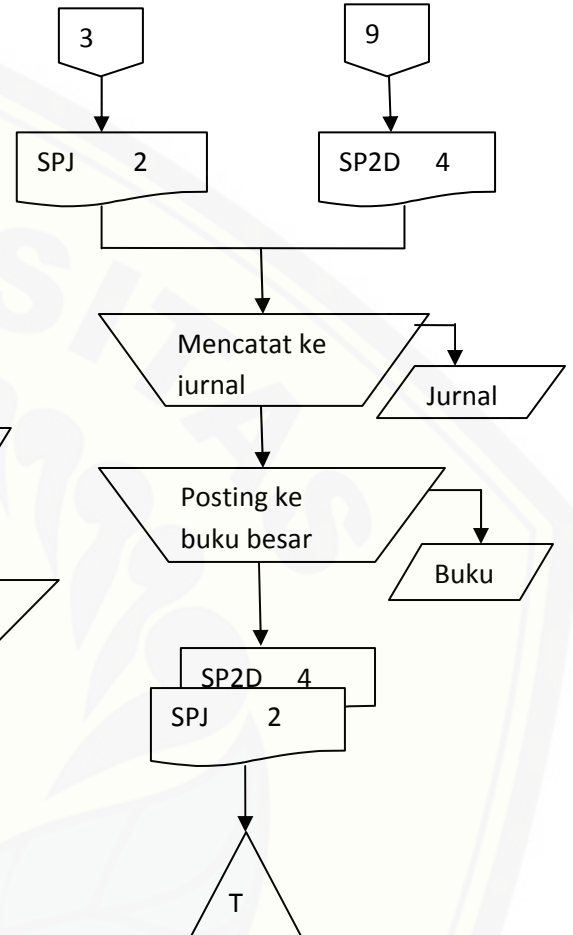 3
9
SPJ 2
SP2D 4
Mencatat ke
jurnal
Jurnal
Posting ke
buku besar
Buku
SP2D 4
SPJ 2
T